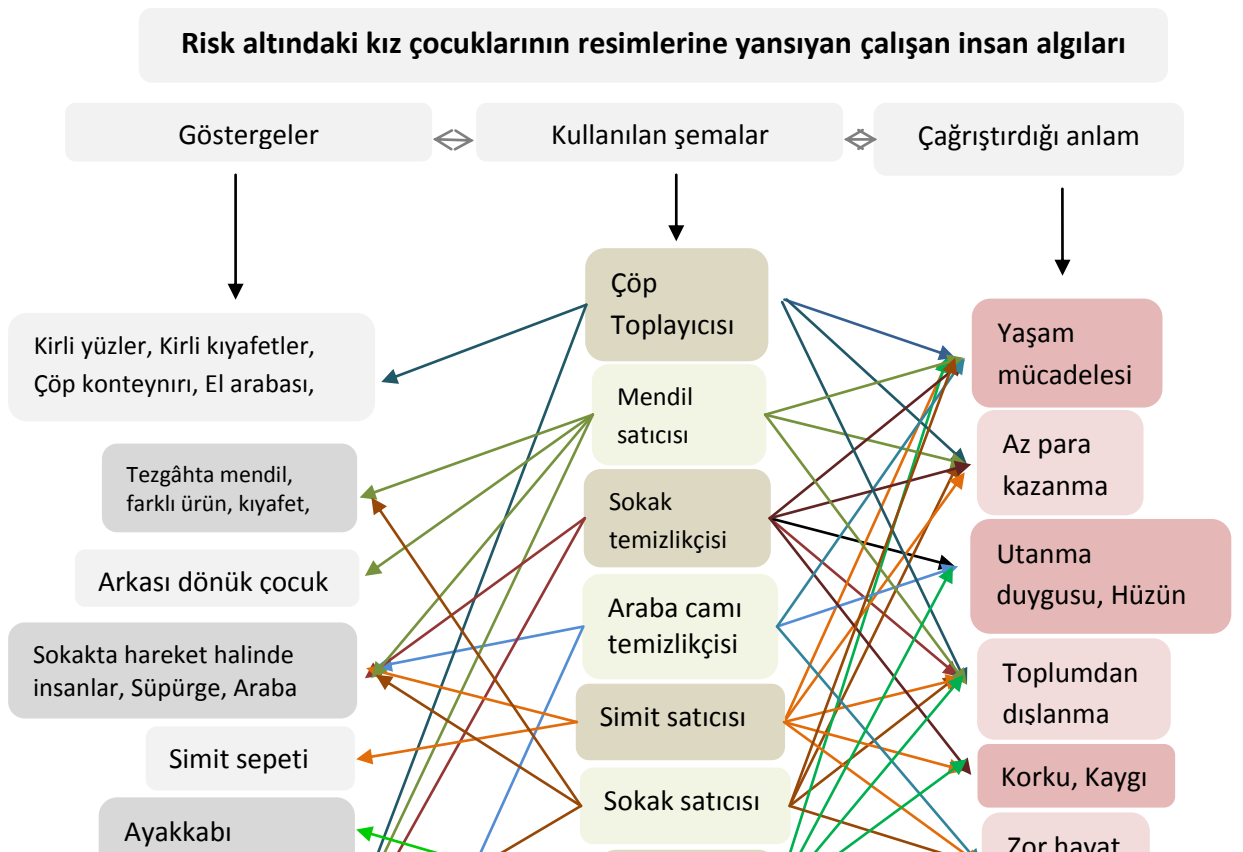 Risk altındaki kız çocuklarının resimlerine yansıyan çalışan insan algıları
Göstergeler
Kullanılan şemalar
Çağrıştırdığı anlam
Kirli yüzler, Kirli kıyafetler,
Çöp konteynırı, El arabası,
Tezgâhta mendil,
farklı ürün, kıyafet,
Arkası dönük çocuk
Sokakta hareket halinde
insanlar, Süpürge, Araba
Simit sepeti
Ayakkabı
Çöp
Toplayıcısı
Mendil
satıcısı
Sokak
temizlikçisi
Araba camı
temizlikçisi
Simit satıcısı
Sokak satıcısı
Yaşam
mücadelesi
Az para
kazanma
Utanma
duygusu, Hüzün
Toplumdan
dışlanma
Korku, Kaygı
Zor hayat